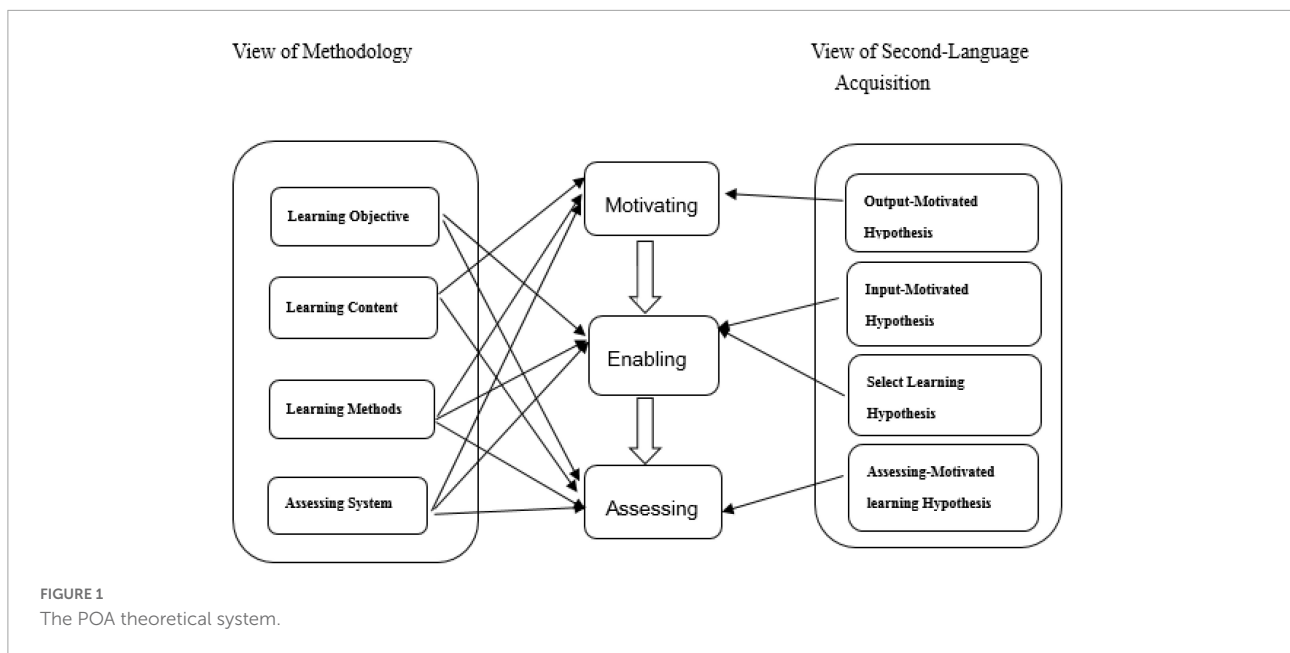 View of Methodology
View of Second-Language
Acquisition
Learning Objective
Learning Content
Learning Methods
Assessing System
Motivating
Enabling
Assessing
Output-Motivated
Hypothesis
Input-Motivated
Hypothesis
Select Learning
Hypothesis
Assessing-Motivated
learning Hypothesis
FIGURE 1
The POA theoretical system.